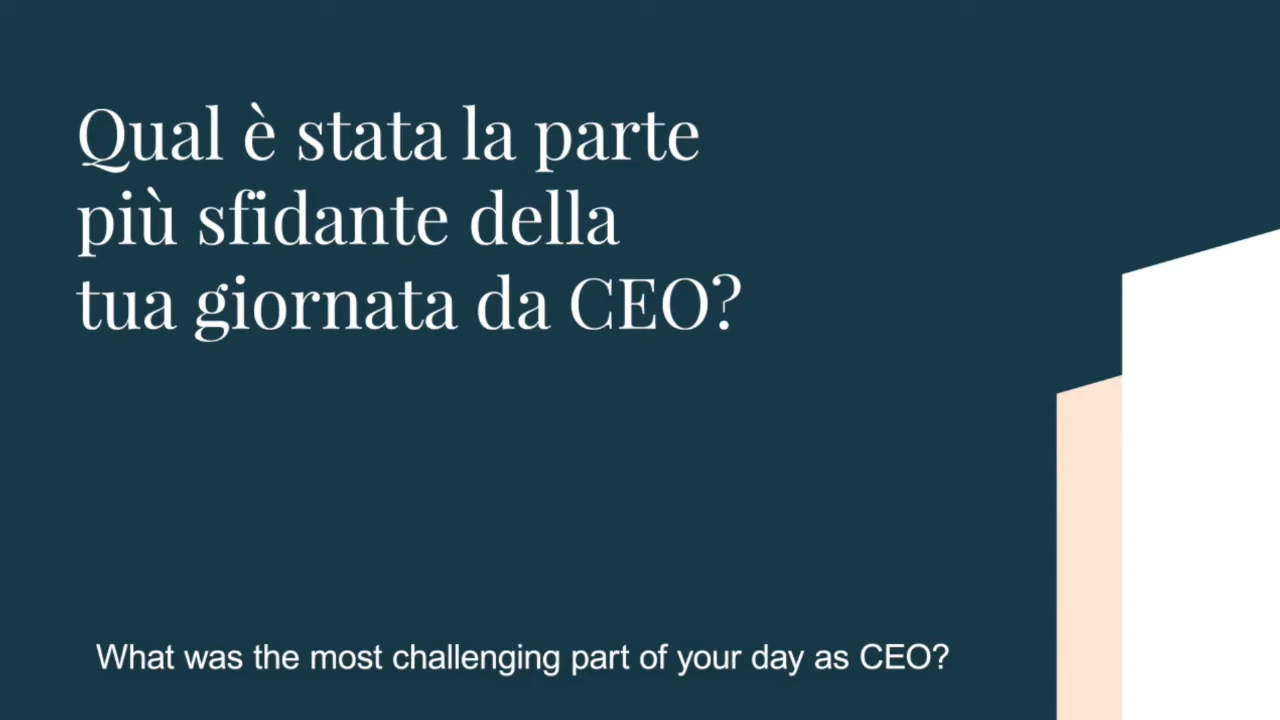 Qual è stata la parte
più sfidante della
tua giornata da CEO?
What was the most challenging part of your day as CEO?